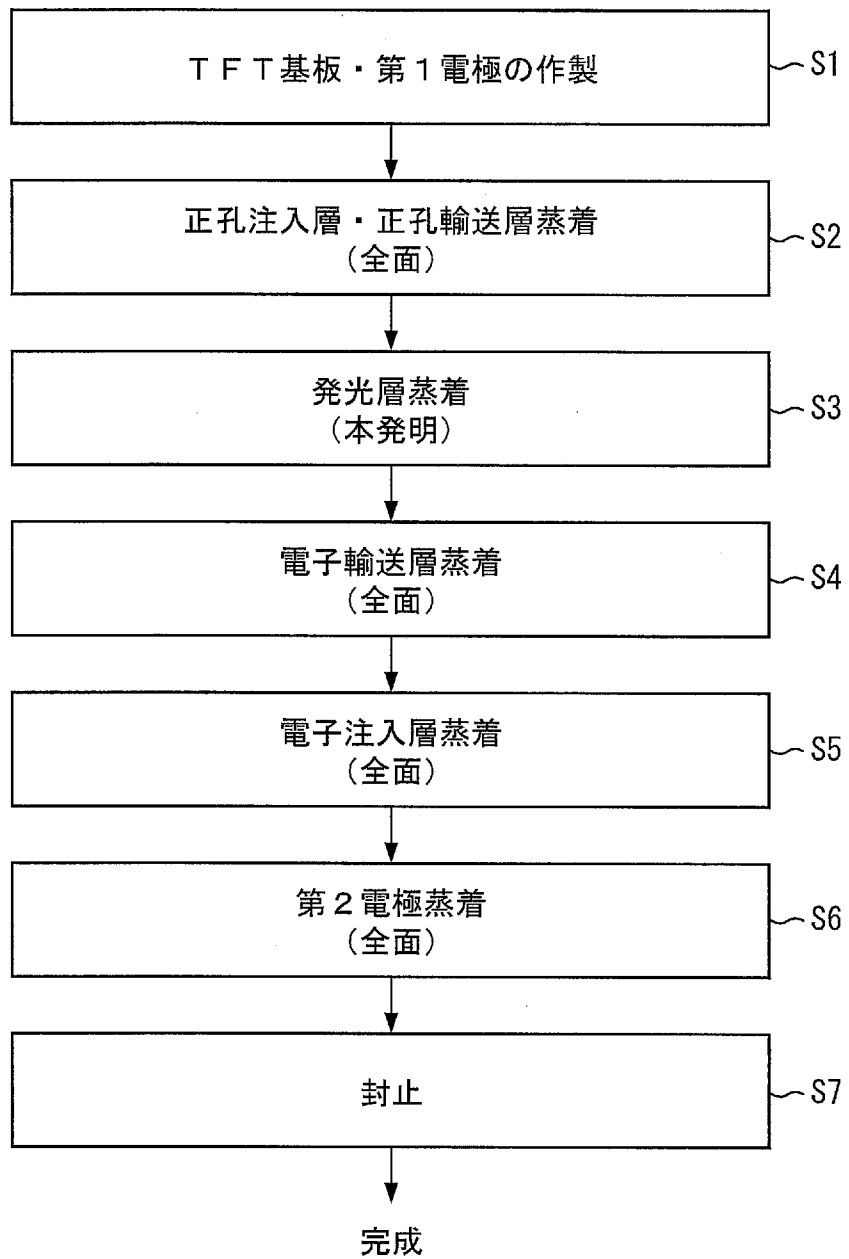 TFT基板・第1電極の作製
S1
正孔注入層・正孔輸送層蒸着
(全面)
S2
発光層蒸着
(本発明)
S3
電子輸送層蒸着
(全面)
S4
電子注入層蒸着
(全面)
S5
第2電極蒸着
(全面)
S6
封止
S7
完成